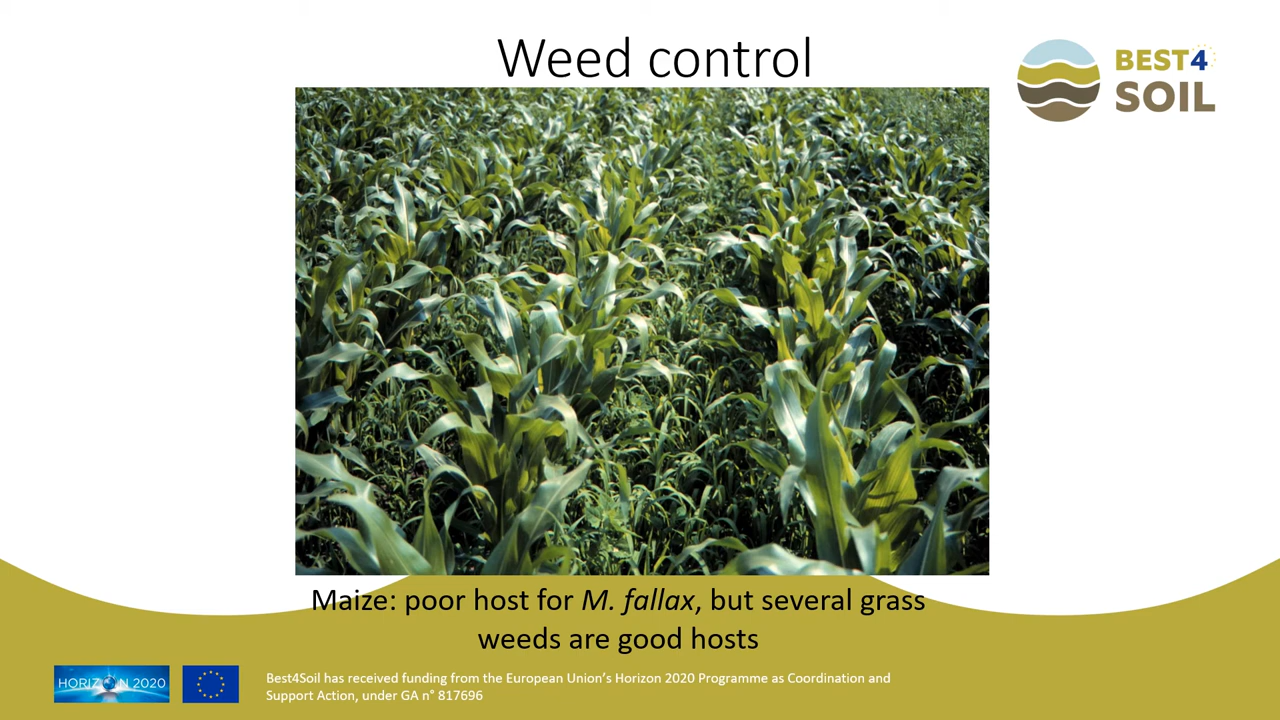 Weed control
BEST4
SOIL
Maize: poor host for M. fallax, but several grass
weeds are good hosts
HORIZON 2020
Best4Soil has received funding from the European Union's Horizon 2020 Programme as Coordination and
Support Action, under GA n° 817696